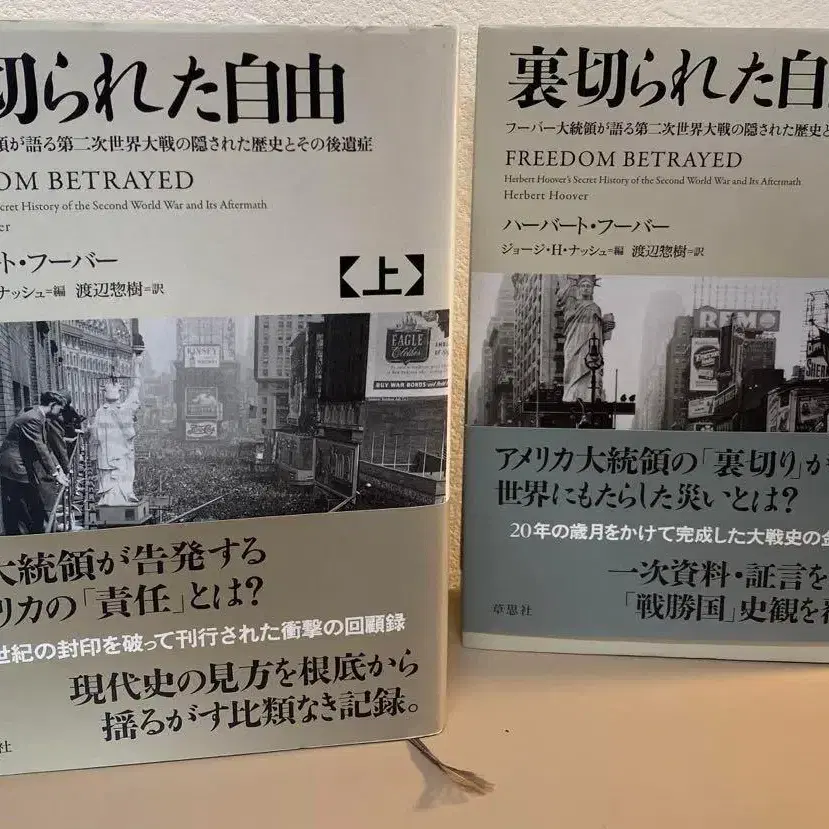 切られた自由
領が語る第二次世界大戦の隠された歴史とその後遺症
OM BETRAYED
cret History of the Second World War and Its Aftermath
er
ト・フーバー
ナッシュ=編 渡辺惣樹=訳
【上】
KINSEY
EAGLE
Clothes
BUY WAR BONDS
大統領が告発する
リカの「責任」とは?
世紀の封印を破って刊行された衝撃の回顧録
現代史の見方を根底から
揺るがす比類なき記録。
社
裏切られた自
フーバー大統領が語る第二次世界大戦の隠された歴史と
FREEDOM BETRAYED
Herbert Hoover's Secret History of the Second World War and Its Aftermath
Herbert Hoover
ハーバート・フーバー
ジョージ・H・ナッシュ=編 渡辺惣樹=訳
REMO
アメリカ大統領の「裏切り」が
世界にもたらした災いとは?
20年の歳月をかけて完成した大戦史の金
一次資料・証言を
「戦勝国」史観を
草思社